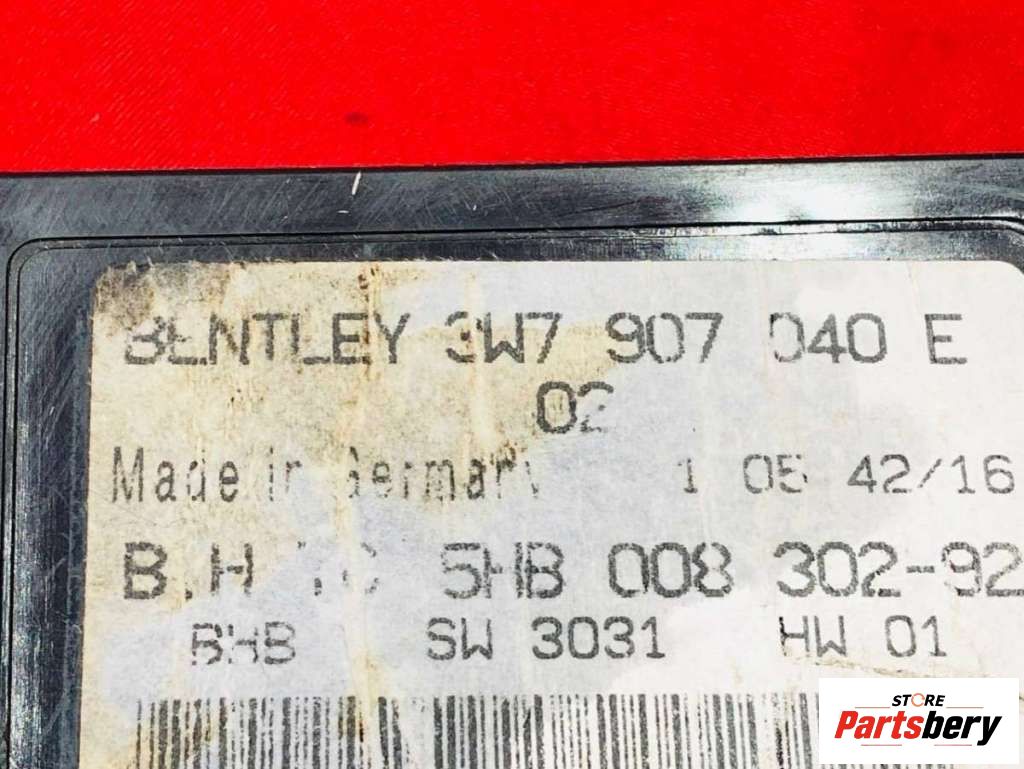 BENTLEY 3W7 907 040 E
02
Made in Germany 1 05 42/16
5HB 008 302-92
BHB SW 3031 HW 01
STORE
Partsbery